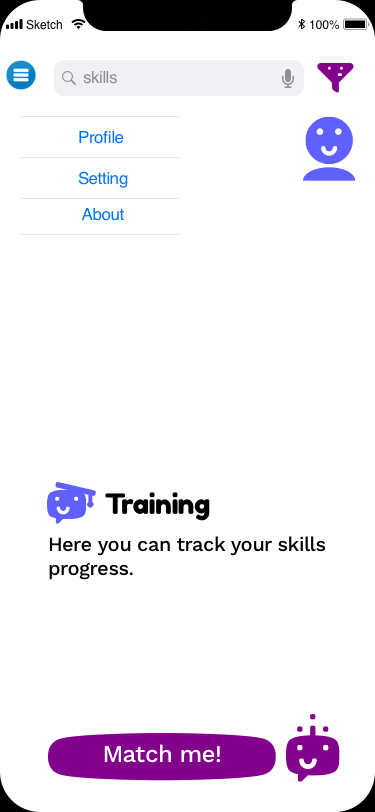 Sketch
100%
skills
Profile
Setting
About
Training
Here you can track your skills
progress.
Match me!